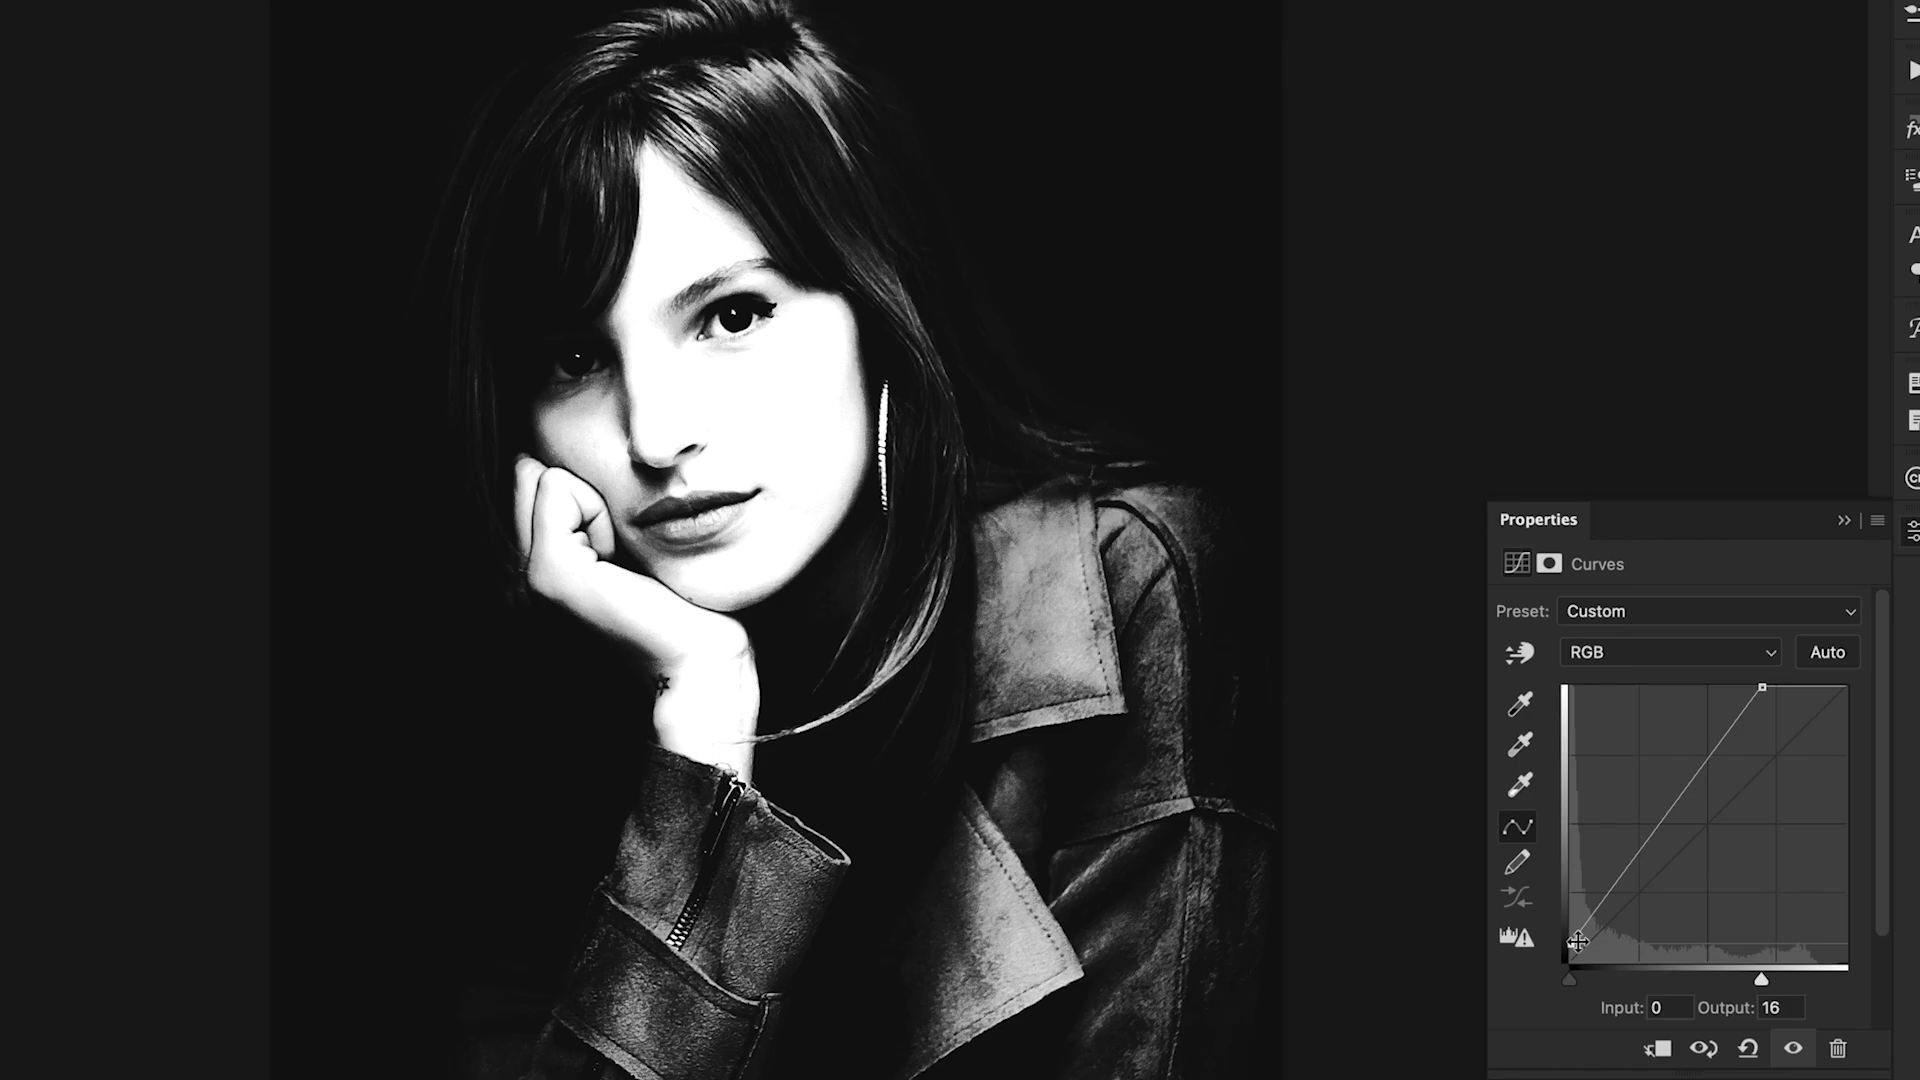 Properties
Curves
Preset: Custom
RGB
Auto
Input: 0 Output: 16